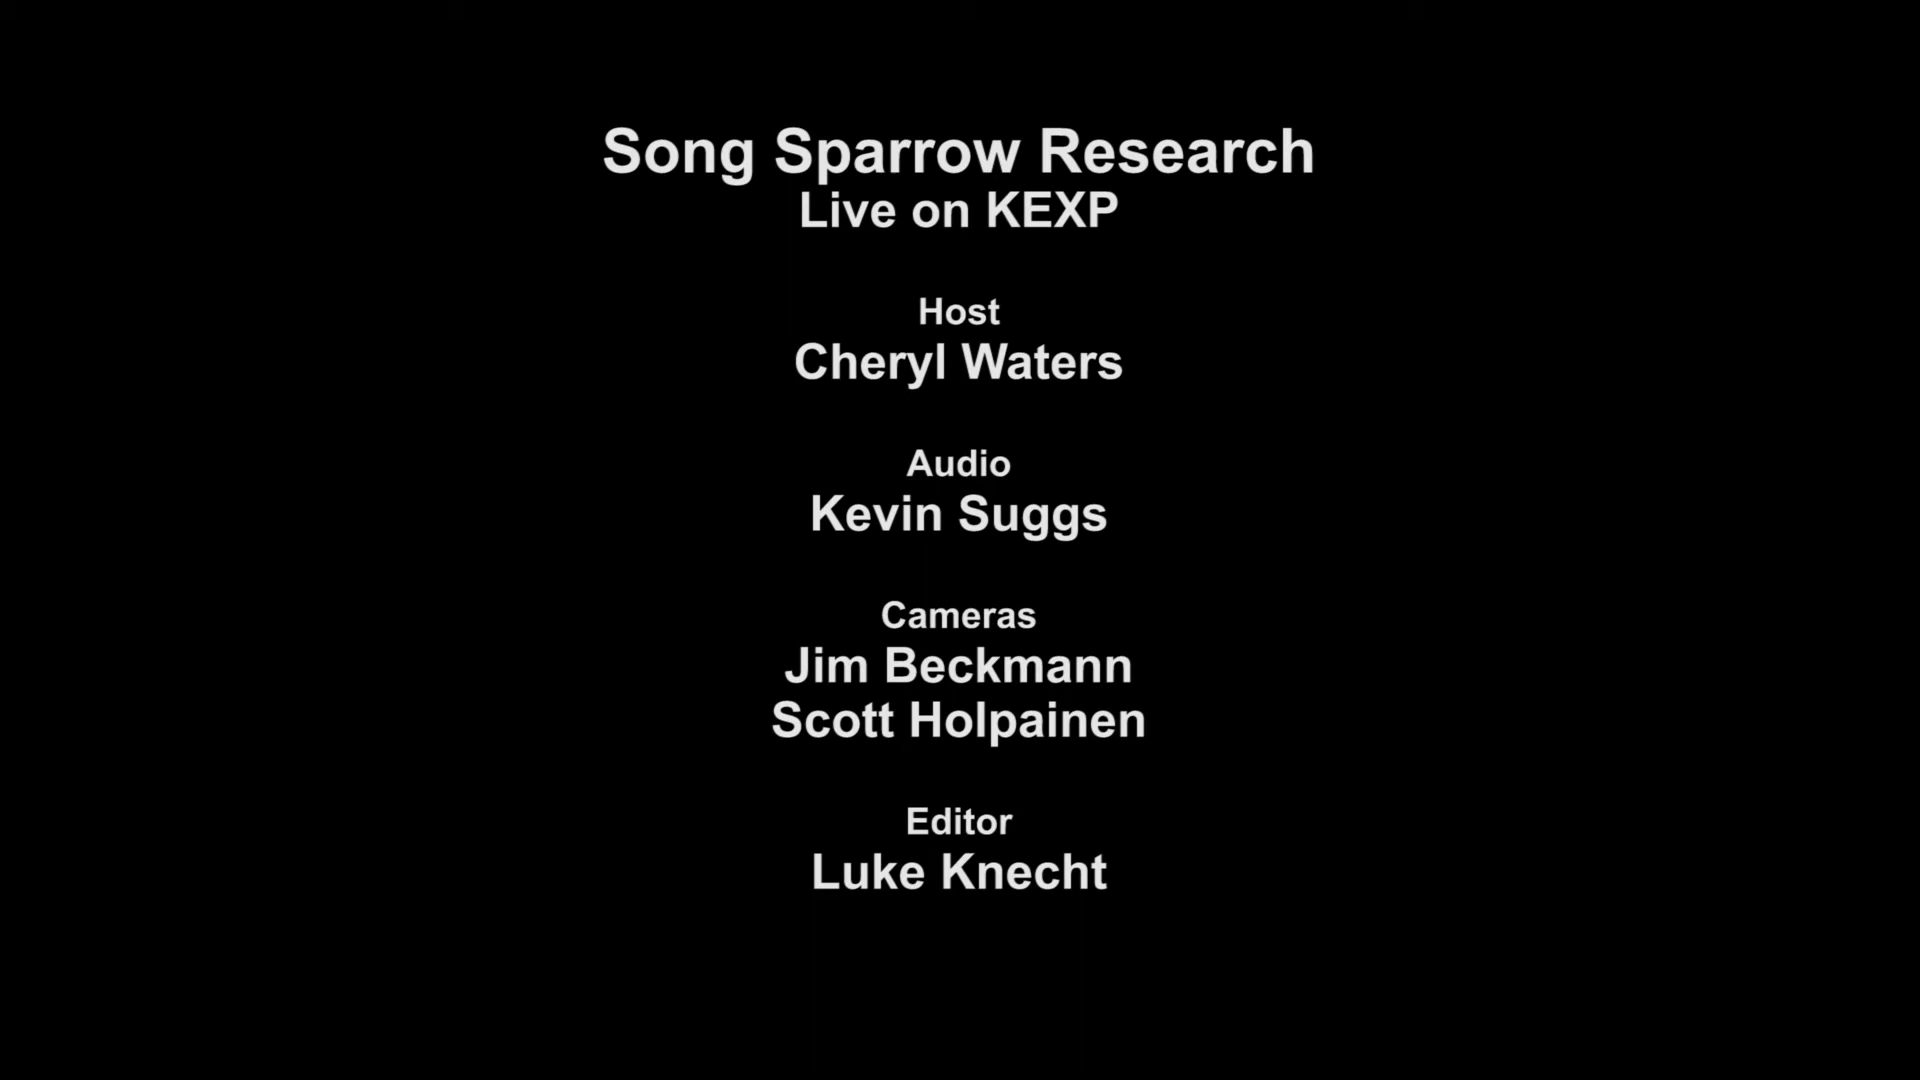 Song Sparrow Research
Live on KEXP
Host
Cheryl Waters
Audio
Kevin Suggs
Cameras
Jim Beckmann
Scott Holpainen
Editor
Luke Knecht